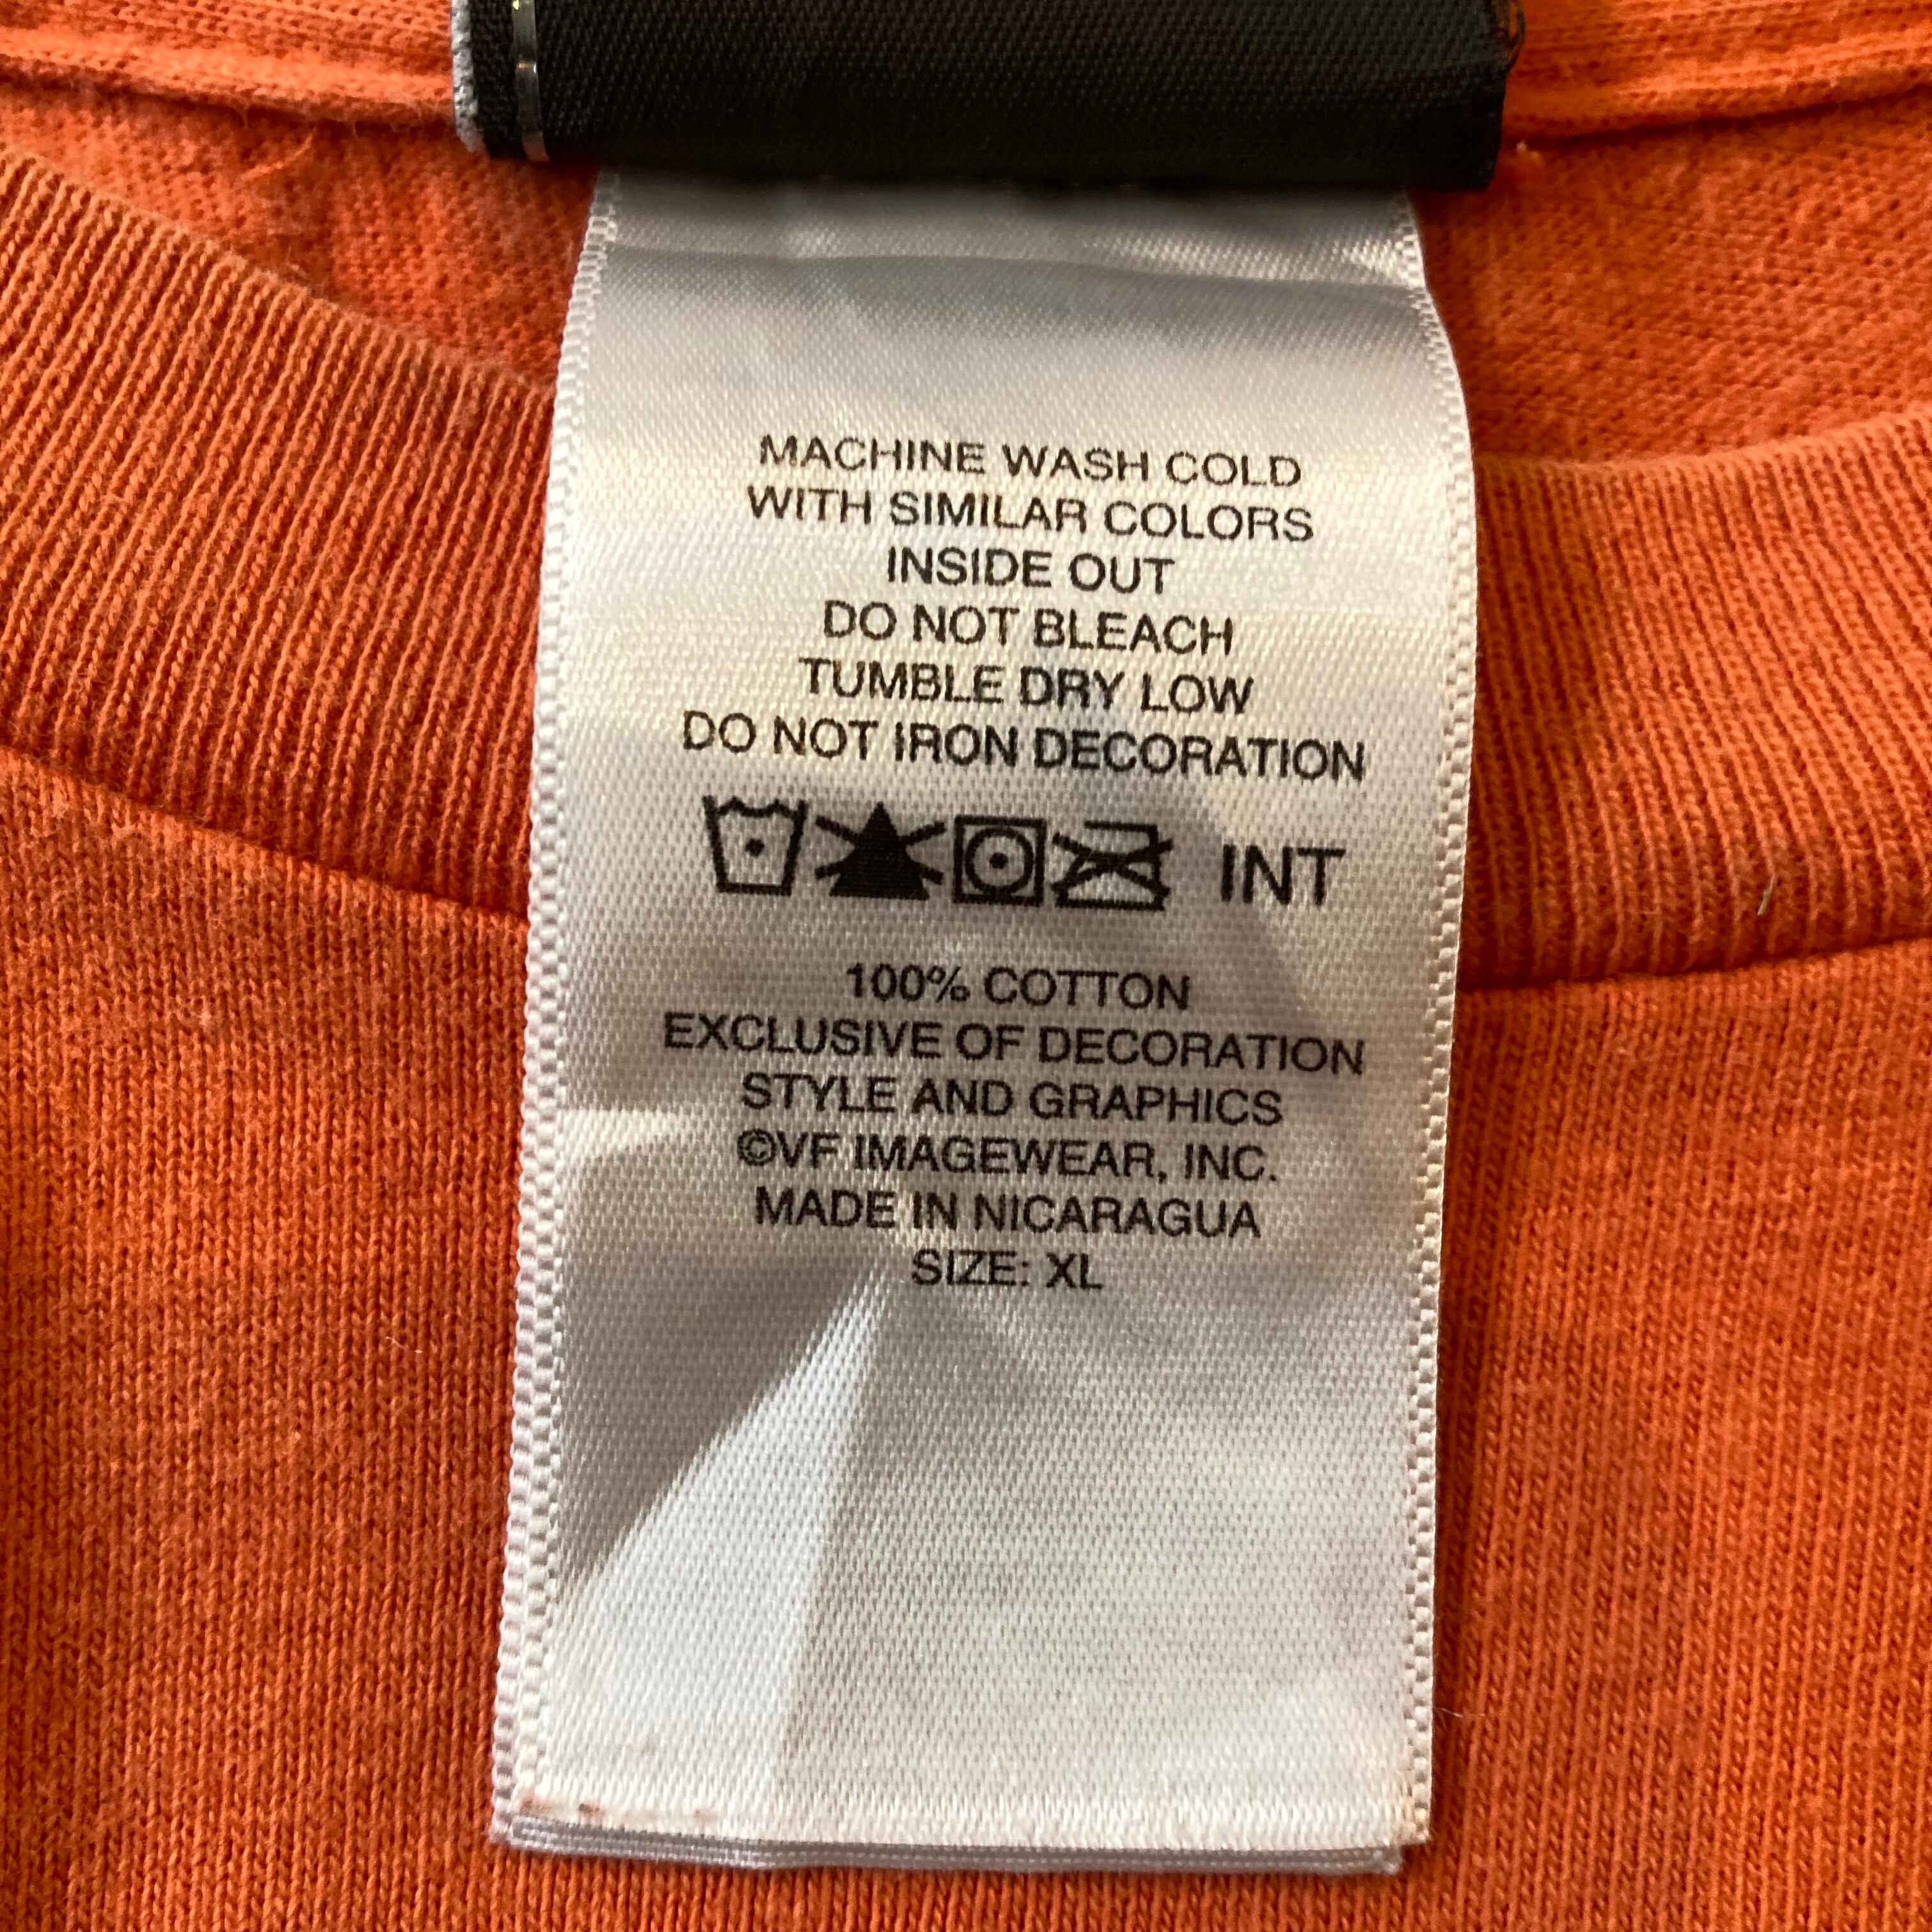 MACHINE WASH COLD
WITH SIMILAR COLORS
INSIDE OUT
DO NOT BLEACH
TUMBLE DRY LOW
DO NOT IRON DECORATION
INT
100% COTTON
EXCLUSIVE OF DECORATION
STYLE AND GRAPHICS
©VF IMAGEWEAR, INC.
MADE IN NICARAGUA
SIZE: XL